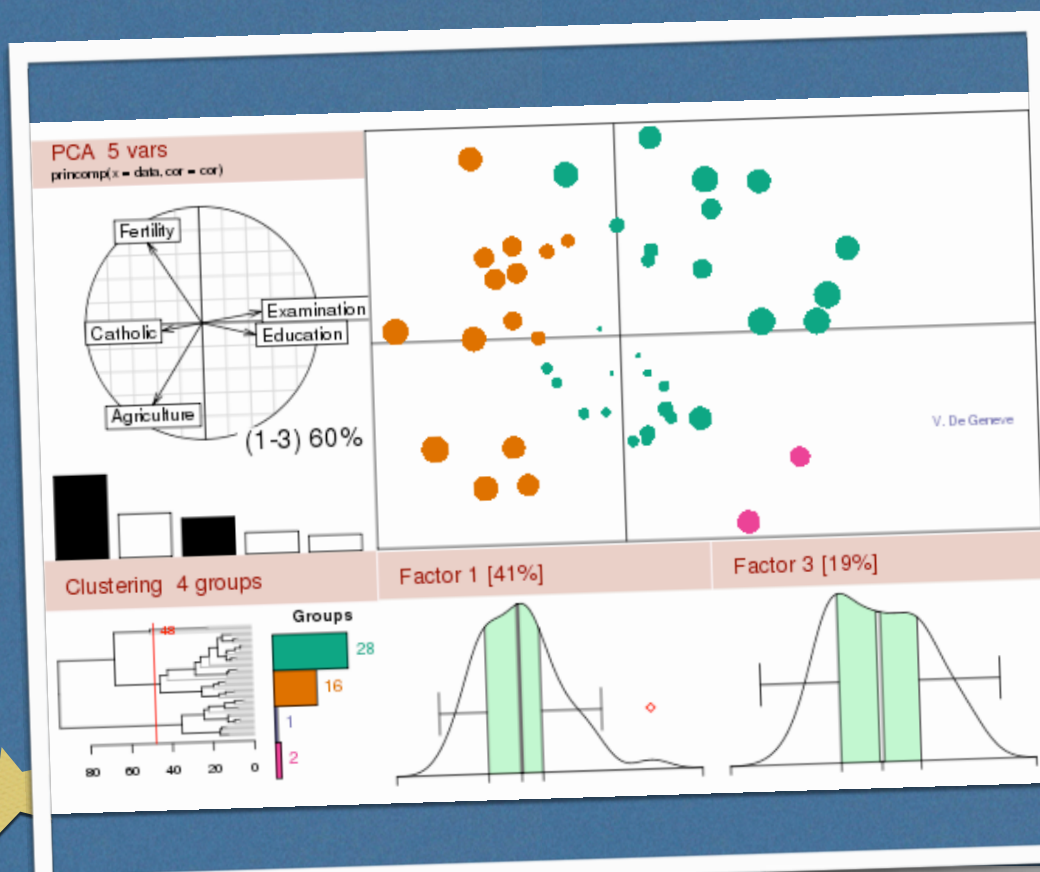 PCA 5 vars
princomp(x = data, cor = cor)
Fertility
Examination
Catholic
Education
Agriculture
(1-3) 60%
V. De Geneve
Clustering 4 groups
Factor 1 [41%]
Factor 3 [19%]
Groups
48
28
16
1
2
80 60 40 20 0